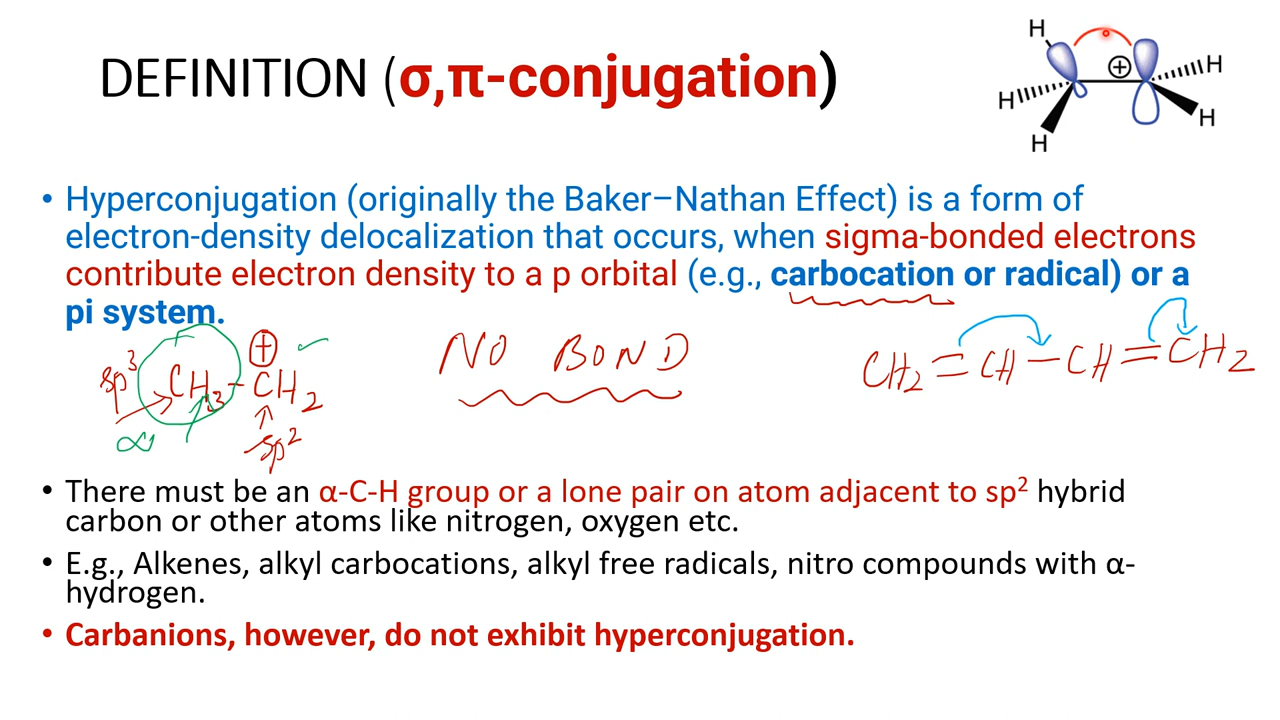 DEFINITION (σ,π-conjugation)
H
H
H
H
H
⊕
• Hyperconjugation (originally the Baker–Nathan Effect) is a form of
electron-density delocalization that occurs, when sigma-bonded electrons
contribute electron density to a p orbital (e.g., carbocation or radical) or a
pi system.
sp³ CH₃-CH₂ ⊕ ✓
α sp²
NO BOND
CH₂=CH-CH=CH₂
• There must be an α-C-H group or a lone pair on atom adjacent to sp² hybrid
carbon or other atoms like nitrogen, oxygen etc.
• E.g., Alkenes, alkyl carbocations, alkyl free radicals, nitro compounds with α-
hydrogen.
• Carbanions, however, do not exhibit hyperconjugation.